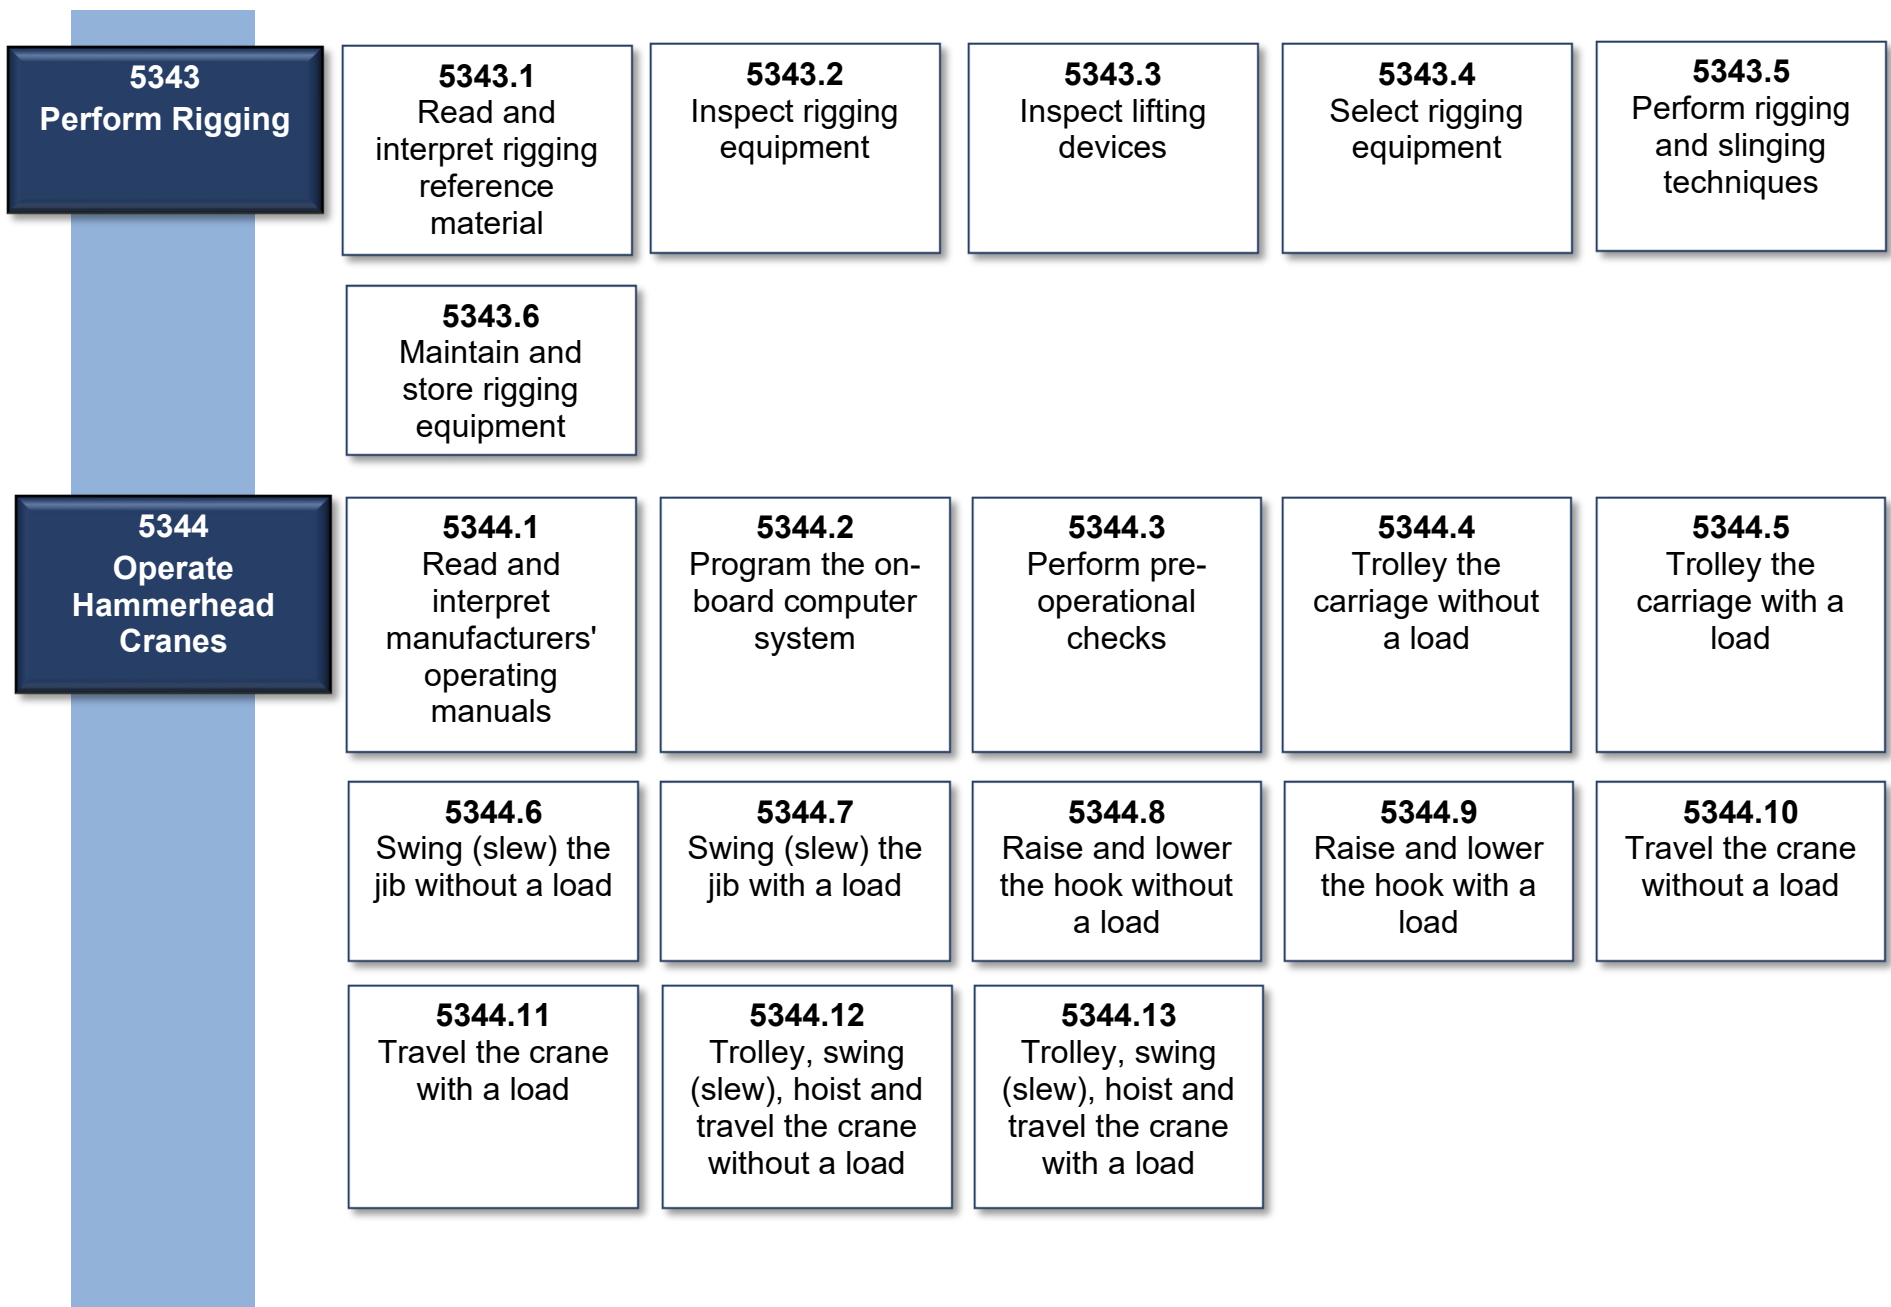 5343
Perform Rigging
5343.1
Read and
interpret rigging
reference
material
5343.2
Inspect rigging
equipment
5343.3
Inspect lifting
devices
5343.4
Select rigging
equipment
5343.5
Perform rigging
and slinging
techniques
5343.6
Maintain and
store rigging
equipment
5344
Operate
Hammerhead
Cranes
5344.1
Read and
interpret
manufacturers'
operating
manuals
5344.2
Program the on-
board computer
system
5344.3
Perform pre-
operational
checks
5344.4
Trolley the
carriage without
a load
5344.5
Trolley the
carriage with a
load
5344.6
Swing (slew) the
jib without a load
5344.7
Swing (slew) the
jib with a load
5344.8
Raise and lower
the hook without
a load
5344.9
Raise and lower
the hook with a
load
5344.10
Travel the crane
without a load
5344.11
Travel the crane
with a load
5344.12
Trolley, swing
(slew), hoist and
travel the crane
without a load
5344.13
Trolley, swing
(slew), hoist and
travel the crane
with a load